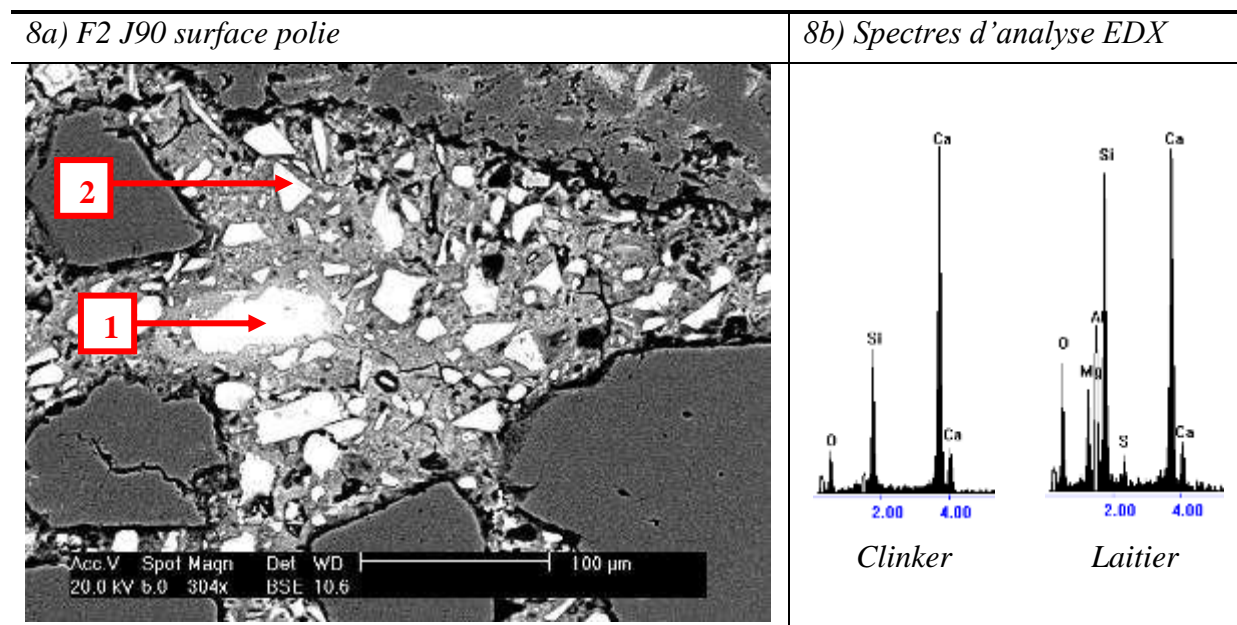 8a) F2 J90 surface polie
8b) Spectres d'analyse EDX
2
1
Acc.V Spot Magn Det WD 100 µm
20.0 kV 5.0 304x BSE 10.6
Ca
Si
O
Ca
2.00 4.00
Clinker
Ca
Si
Al
O
Mg
S
Ca
2.00 4.00
Laitier